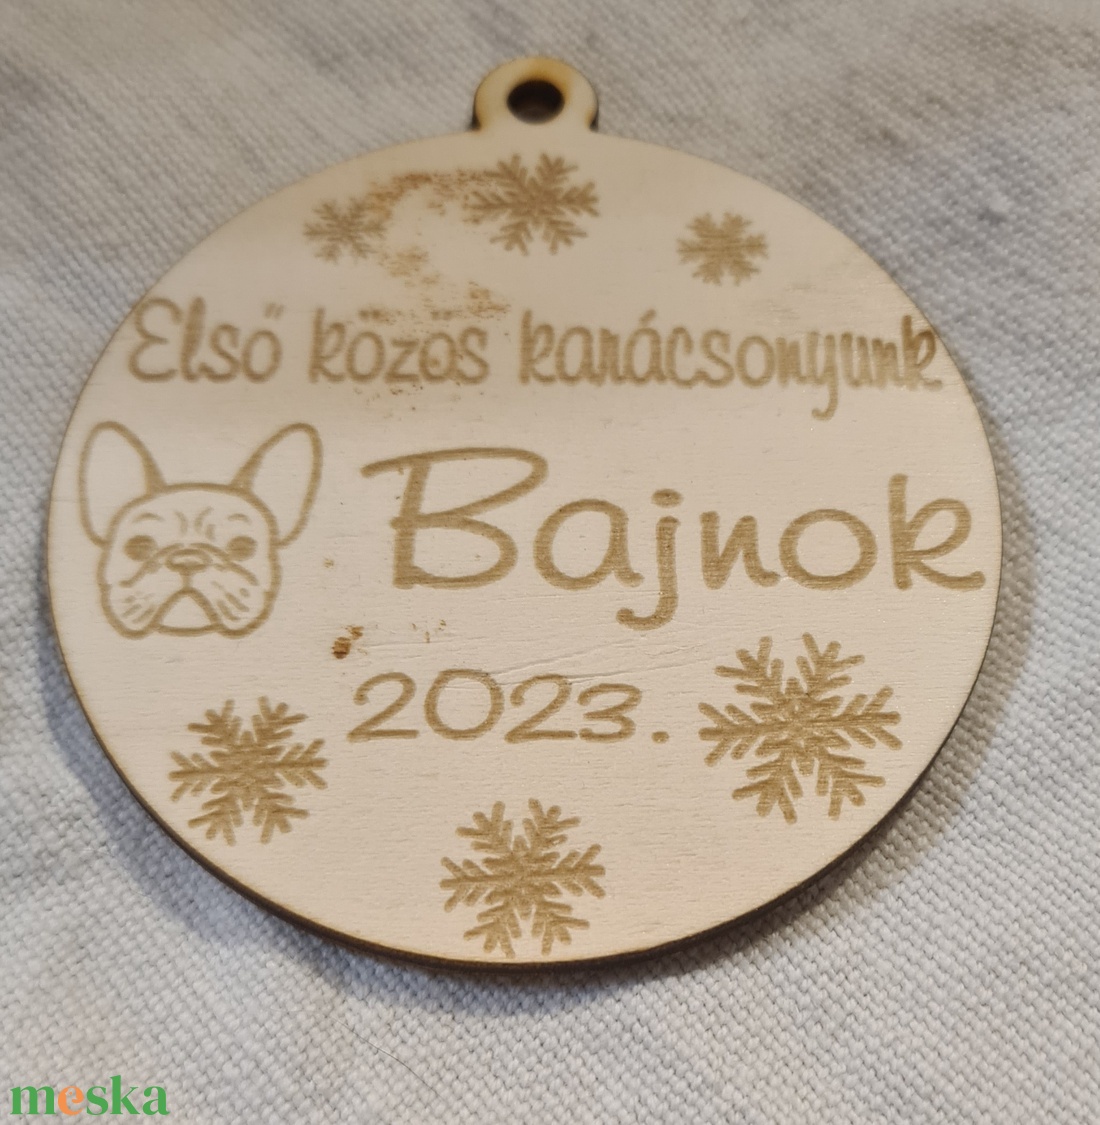 Első közös karácsonyunk
Bajnok
2023.
meska